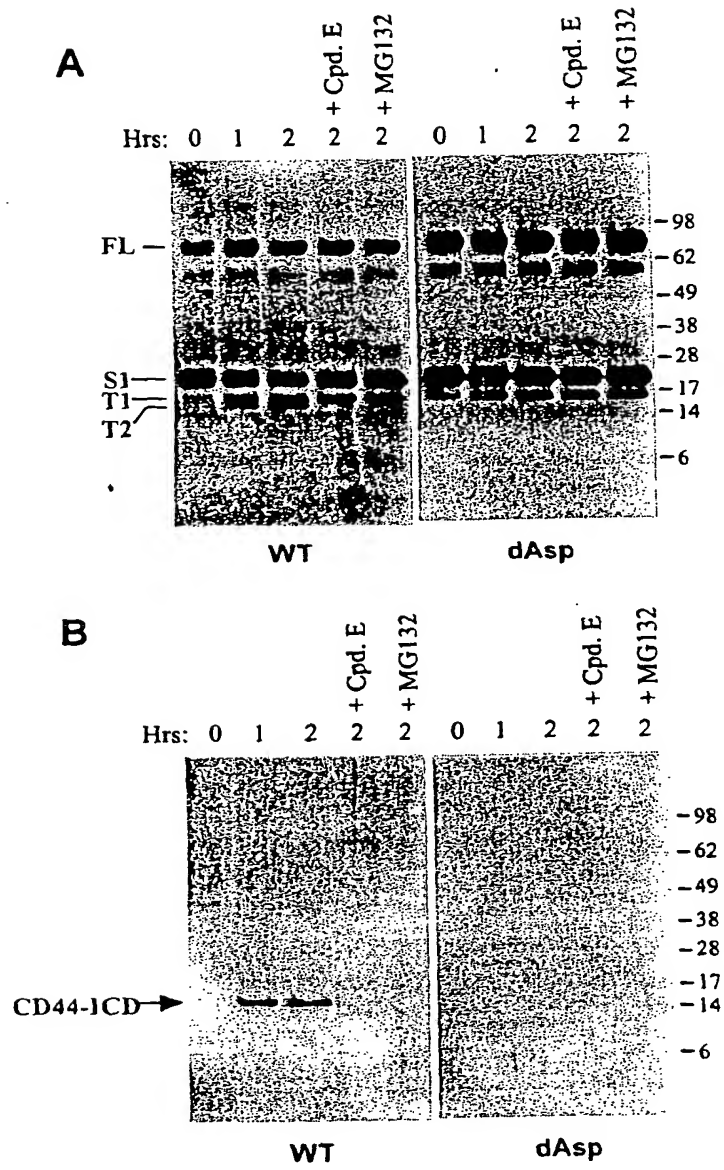 A
+ Cpd. E
+ MG132
+ Cpd. E
+ MG132
Hrs: 0 1 2 2 2 0 1 2 2 2
FL
S1
T1
T2
-98
-62
-49
-38
-28
-17
-14
-6
WT dAsp
B
+ Cpd. E
+ MG132
+ Cpd. E
+ MG132
Hrs: 0 1 2 2 2 0 1 2 2 2
CD44-ICD
-98
-62
-49
-38
-28
-17
-14
-6
WT dAsp